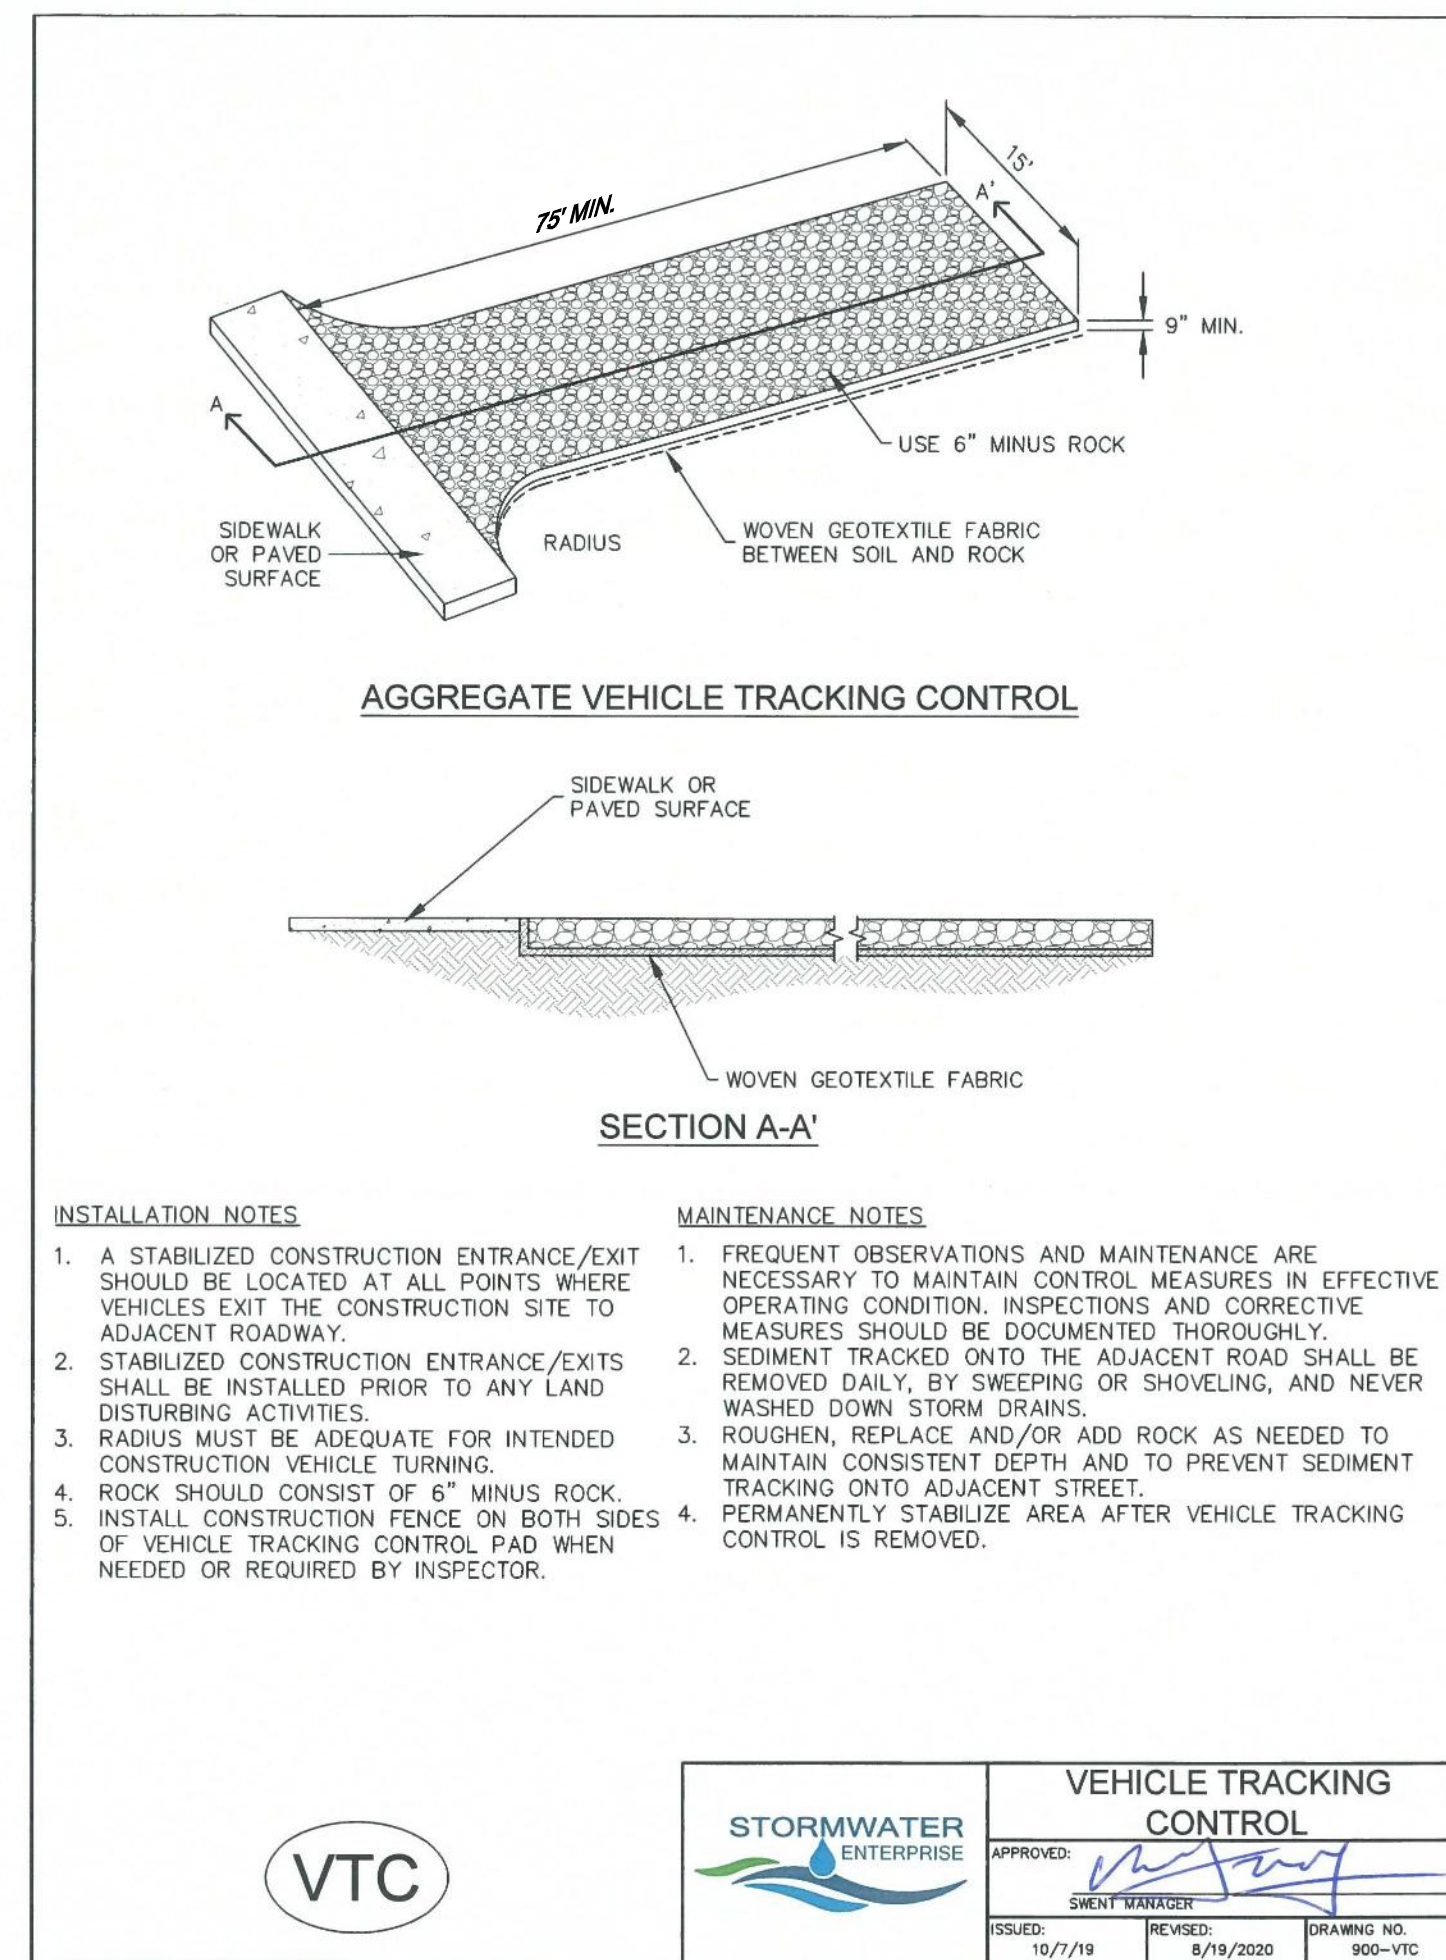 15'
A'
75' MIN.
9" MIN.
A
USE 6" MINUS ROCK
SIDEWALK
OR PAVED
SURFACE
RADIUS
WOVEN GEOTEXTILE FABRIC
BETWEEN SOIL AND ROCK
AGGREGATE VEHICLE TRACKING CONTROL
SIDEWALK OR
PAVED SURFACE
WOVEN GEOTEXTILE FABRIC
SECTION A-A'
INSTALLATION NOTES
1. A STABILIZED CONSTRUCTION ENTRANCE/EXIT
SHOULD BE LOCATED AT ALL POINTS WHERE
VEHICLES EXIT THE CONSTRUCTION SITE TO
ADJACENT ROADWAY.
2. STABILIZED CONSTRUCTION ENTRANCE/EXITS
SHALL BE INSTALLED PRIOR TO ANY LAND
DISTURBING ACTIVITIES.
3. RADIUS MUST BE ADEQUATE FOR INTENDED
CONSTRUCTION VEHICLE TURNING.
4. ROCK SHOULD CONSIST OF 6" MINUS ROCK.
5. INSTALL CONSTRUCTION FENCE ON BOTH SIDES
OF VEHICLE TRACKING CONTROL PAD WHEN
NEEDED OR REQUIRED BY INSPECTOR.
MAINTENANCE NOTES
1. FREQUENT OBSERVATIONS AND MAINTENANCE ARE
NECESSARY TO MAINTAIN CONTROL MEASURES IN EFFECTIVE
OPERATING CONDITION. INSPECTIONS AND CORRECTIVE
MEASURES SHOULD BE DOCUMENTED THOROUGHLY.
2. SEDIMENT TRACKED ONTO THE ADJACENT ROAD SHALL BE
REMOVED DAILY, BY SWEEPING OR SHOVELING, AND NEVER
WASHED DOWN STORM DRAINS.
3. ROUGHEN, REPLACE AND/OR ADD ROCK AS NEEDED TO
MAINTAIN CONSISTENT DEPTH AND TO PREVENT SEDIMENT
TRACKING ONTO ADJACENT STREET.
4. PERMANENTLY STABILIZE AREA AFTER VEHICLE TRACKING
CONTROL IS REMOVED.
VTC
STORMWATER
ENTERPRISE
VEHICLE TRACKING
CONTROL
APPROVED:
SWENT MANAGER
ISSUED:
10/7/19
REVISED:
8/19/2020
DRAWING NO.
900-VTC